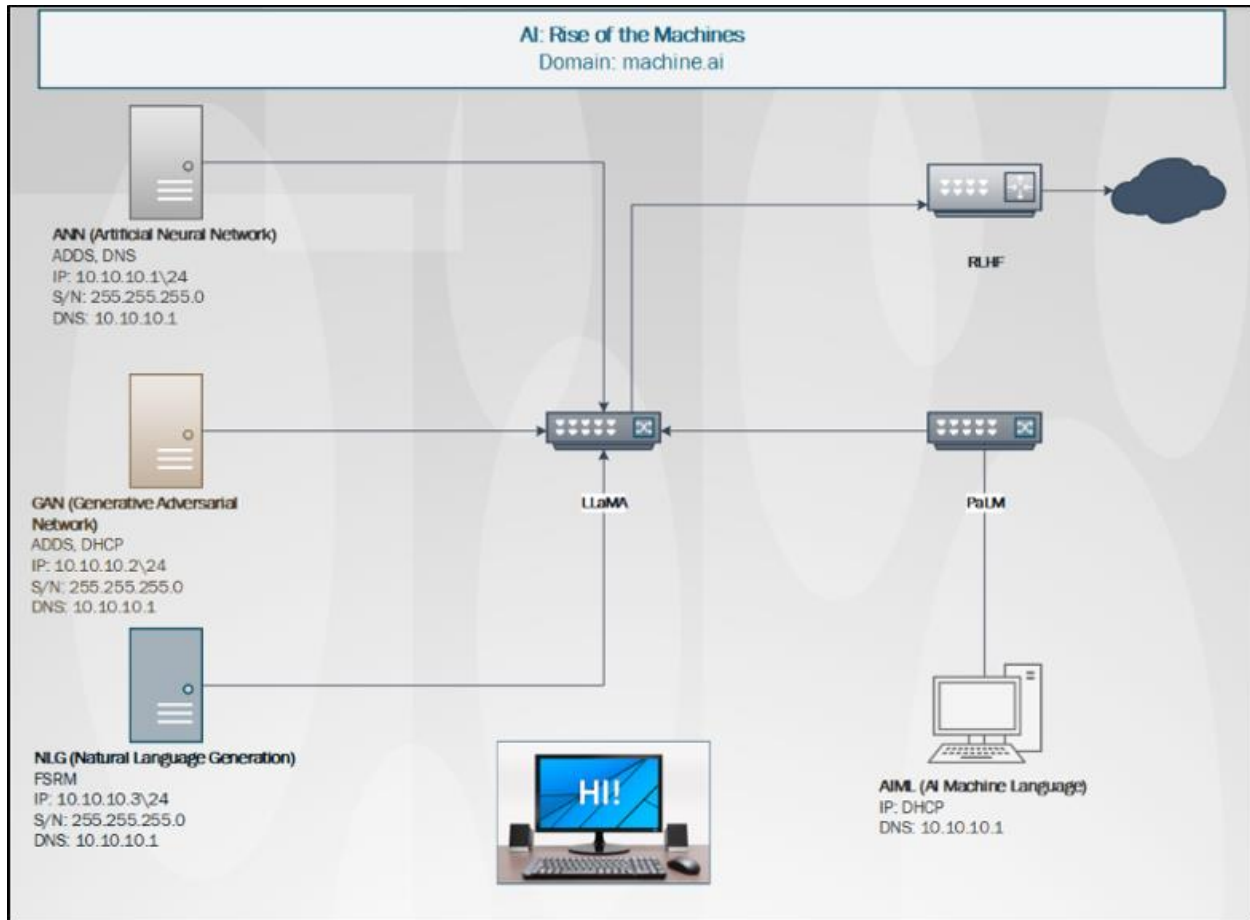 AI: Rise of the Machines
Domain: machine.ai
ANN (Artificial Neural Network)
ADDS, DNS
IP: 10.10.10.1\24
S/N: 255.255.255.0
DNS: 10.10.10.1
RLHF
GAN (Generative Adversarial
Network)
ADDS, DHCP
IP: 10.10.10.2\24
S/N: 255.255.255.0
DNS: 10.10.10.1
LLaMA
PaLM
NLG (Natural Language Generation)
FSRM
IP: 10.10.10.3\24
S/N: 255.255.255.0
DNS: 10.10.10.1
HI!
AIML (AI Machine Language)
IP: DHCP
DNS: 10.10.10.1